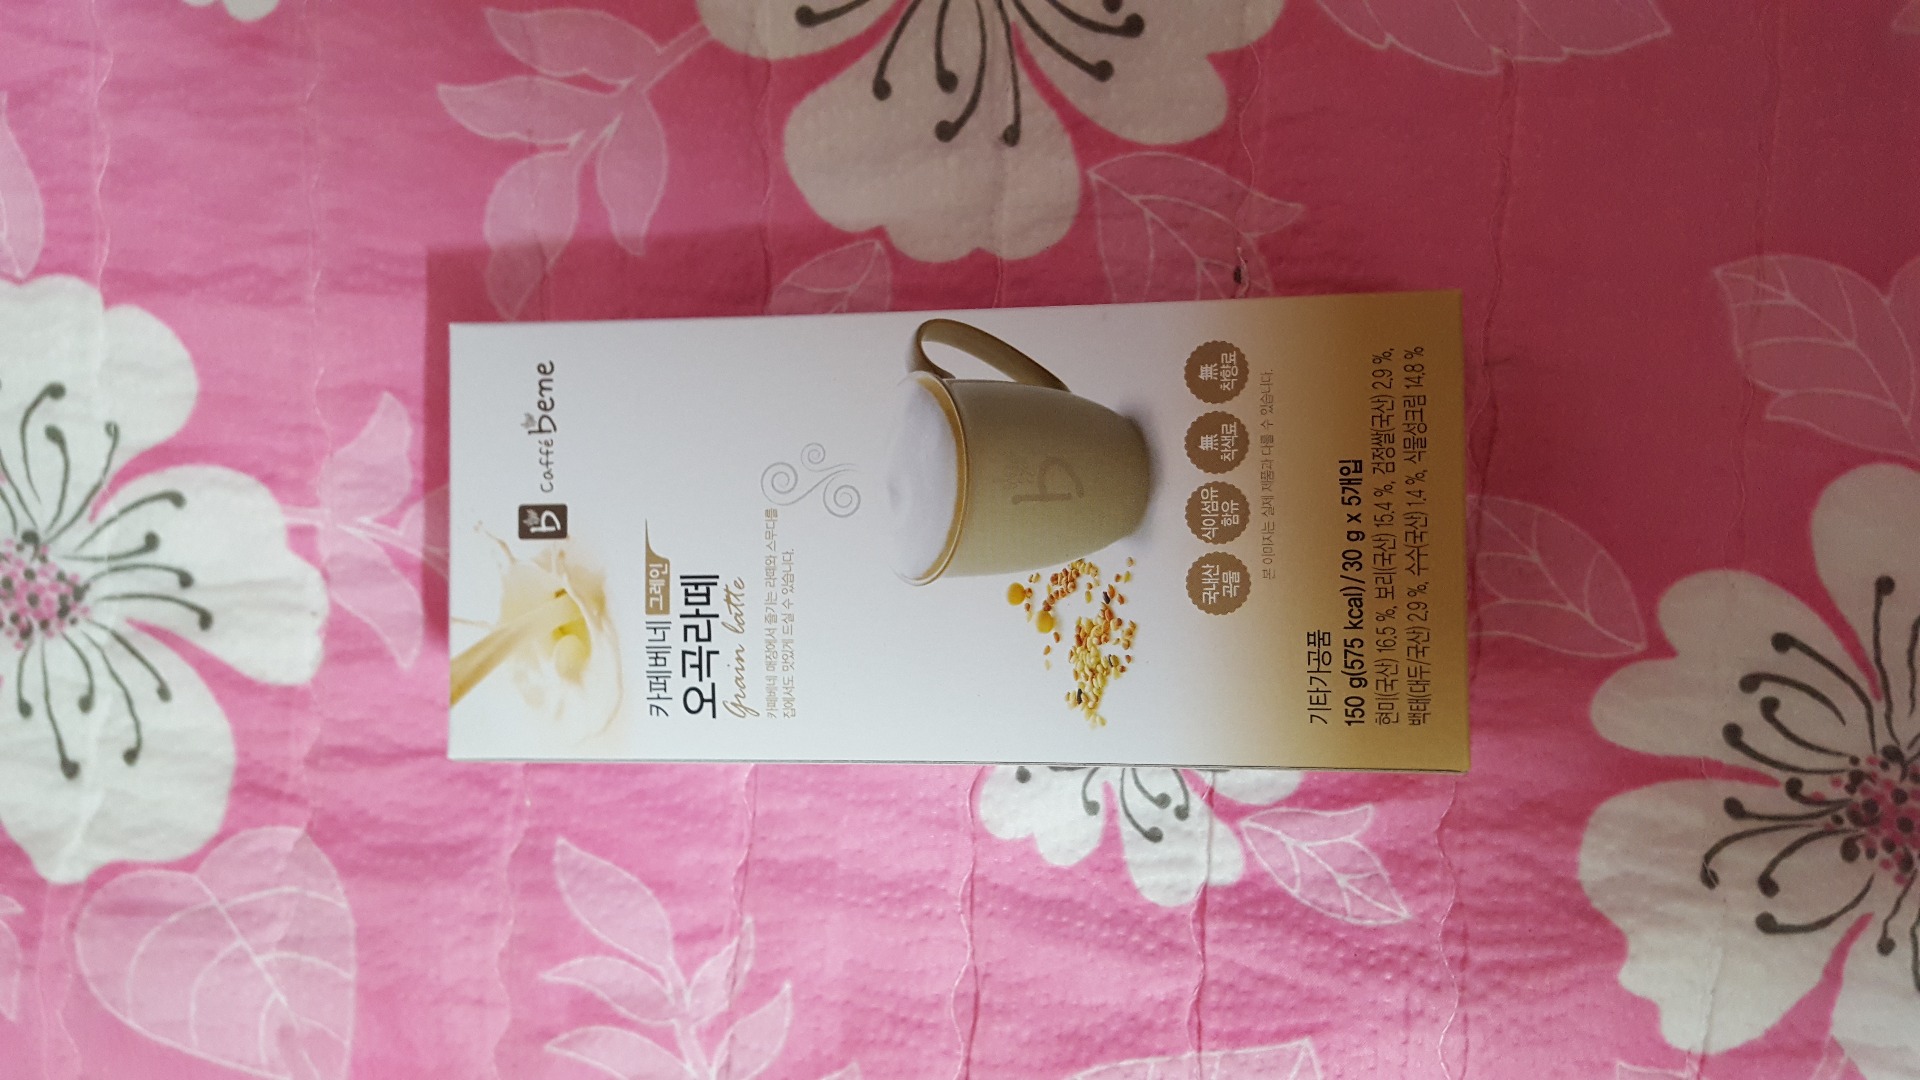 b caffé bene
카페베네 그레인
오곡라떼
Grain latte
카페베네 매장에서 즐기는 라떼와 스무디를
집에서도 맛있게 드실 수 있습니다.
b
국내산
곡물
식이섬유
함유
無
착색료
無
착향료
본 이미지는 실제 제품과 다를 수 있습니다.
기타가공품
150 g(575 kcal)/30 g x 5개입
현미(국산) 16.5 %, 보리(국산) 15.4 %, 검정쌀(국산) 2.9 %,
백태(대두/국산) 2.9 %, 수수(국산) 1.4 %, 식물성크림 14.8 %